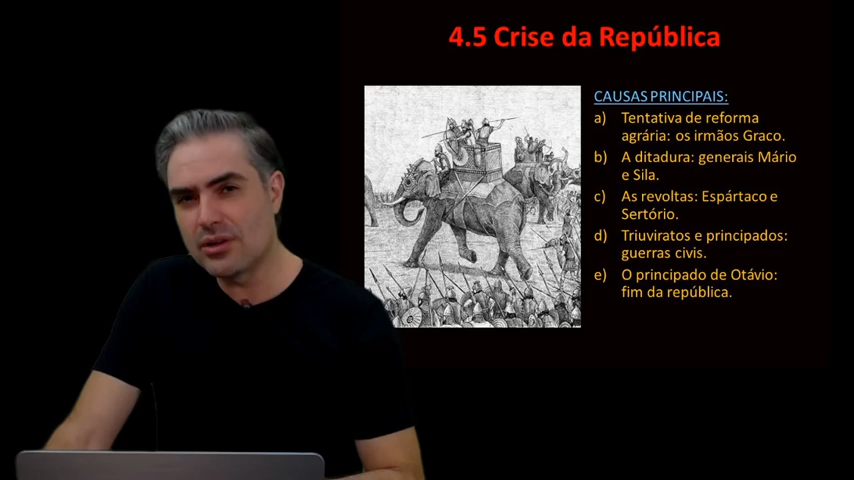 4.5 Crise da República
CAUSAS PRINCIPAIS:
a) Tentativa de reforma
agrária: os irmãos Graco.
b) A ditadura: generais Mário
e Sila.
c) As revoltas: Espártaco e
Sertório.
d) Triuviratos e principados:
guerras civis.
e) O principado de Otávio:
fim da república.